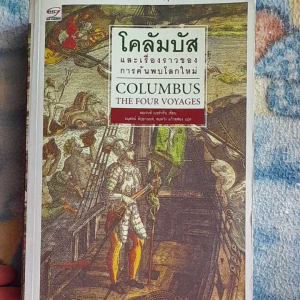 โคลัมบัส
และเรื่องราวของ
การค้นพบโลกใหม่
COLUMBUS
THE FOUR VOYAGES